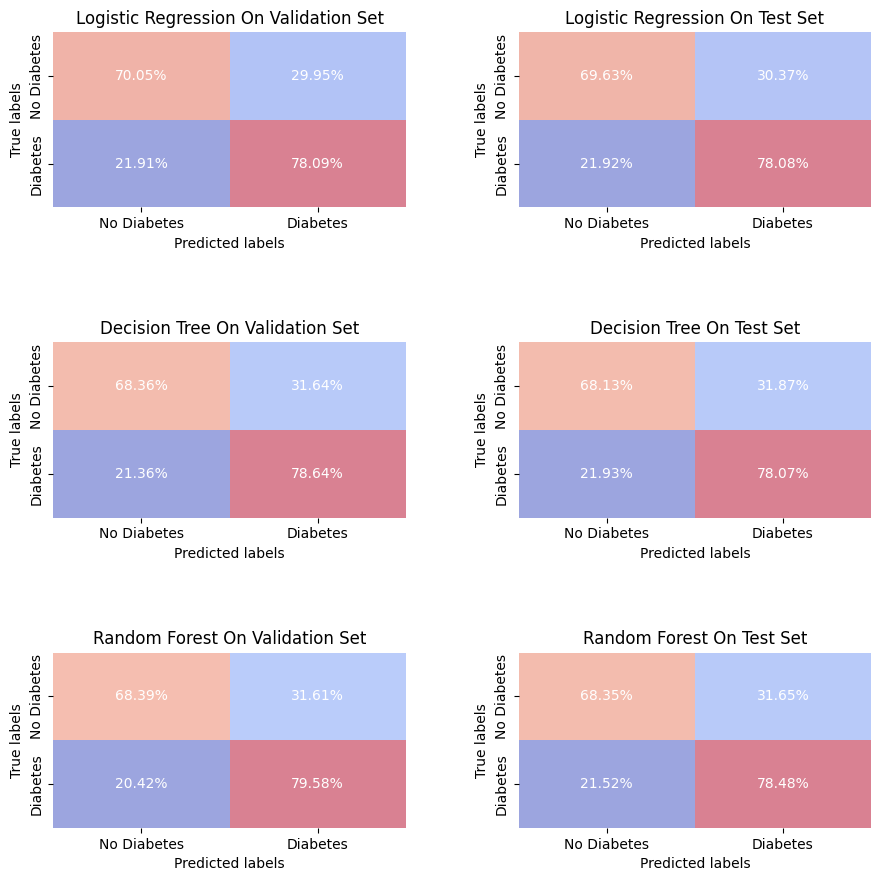 Logistic Regression On Validation Set
True labels
No Diabetes
70.05%
29.95%
Diabetes
21.91%
78.09%
No Diabetes
Diabetes
Predicted labels
Logistic Regression On Test Set
True labels
No Diabetes
69.63%
30.37%
Diabetes
21.92%
78.08%
No Diabetes
Diabetes
Predicted labels
Decision Tree On Validation Set
True labels
No Diabetes
68.36%
31.64%
Diabetes
21.36%
78.64%
No Diabetes
Diabetes
Predicted labels
Decision Tree On Test Set
True labels
No Diabetes
68.13%
31.87%
Diabetes
21.93%
78.07%
No Diabetes
Diabetes
Predicted labels
Random Forest On Validation Set
True labels
No Diabetes
68.39%
31.61%
Diabetes
20.42%
79.58%
No Diabetes
Diabetes
Predicted labels
Random Forest On Test Set
True labels
No Diabetes
68.35%
31.65%
Diabetes
21.52%
78.48%
No Diabetes
Diabetes
Predicted labels